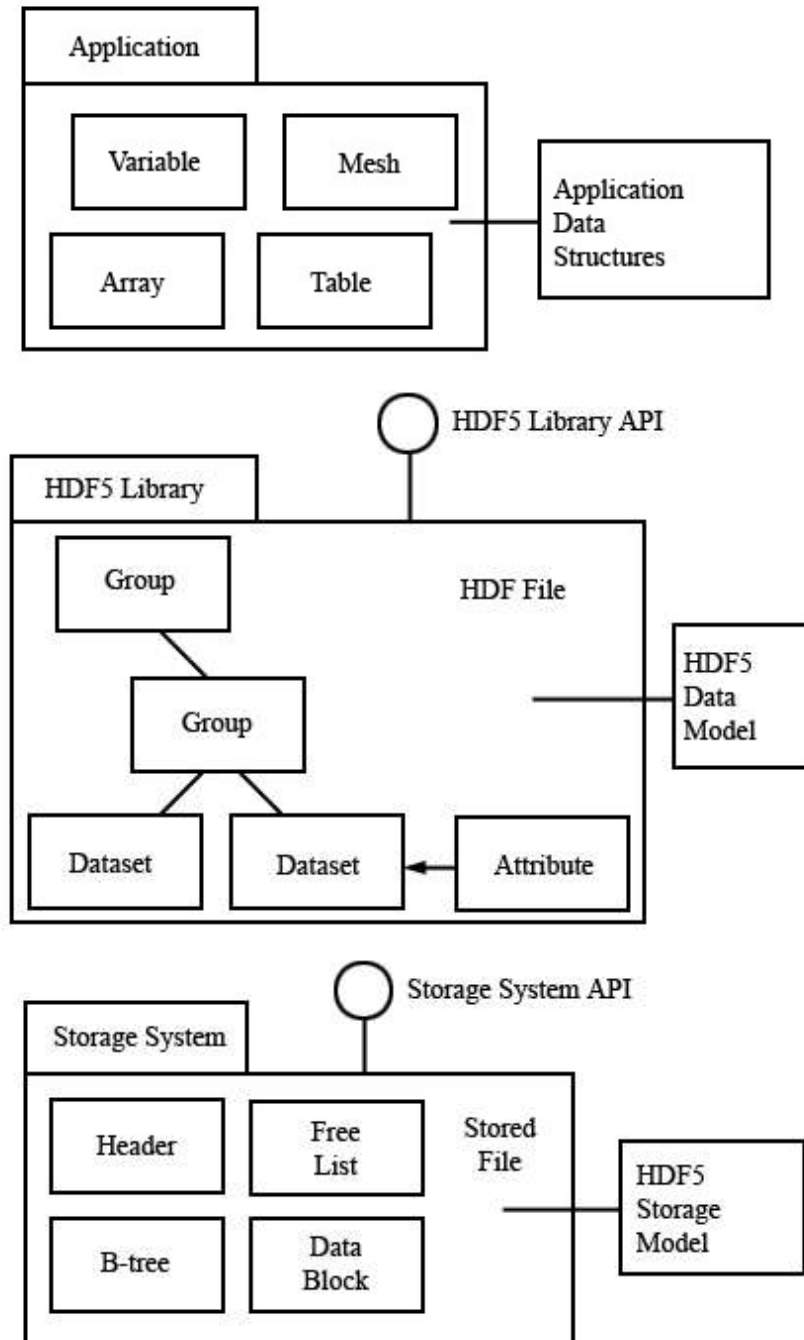 Application
Variable
Mesh
Array
Table
Application
Data
Structures
HDF5 Library API
HDF5 Library
Group
HDF File
Group
HDF5
Data
Model
Dataset
Dataset
Attribute
Storage System API
Storage System
Header
Free
List
Stored
File
B-tree
Data
Block
HDF5
Storage
Model